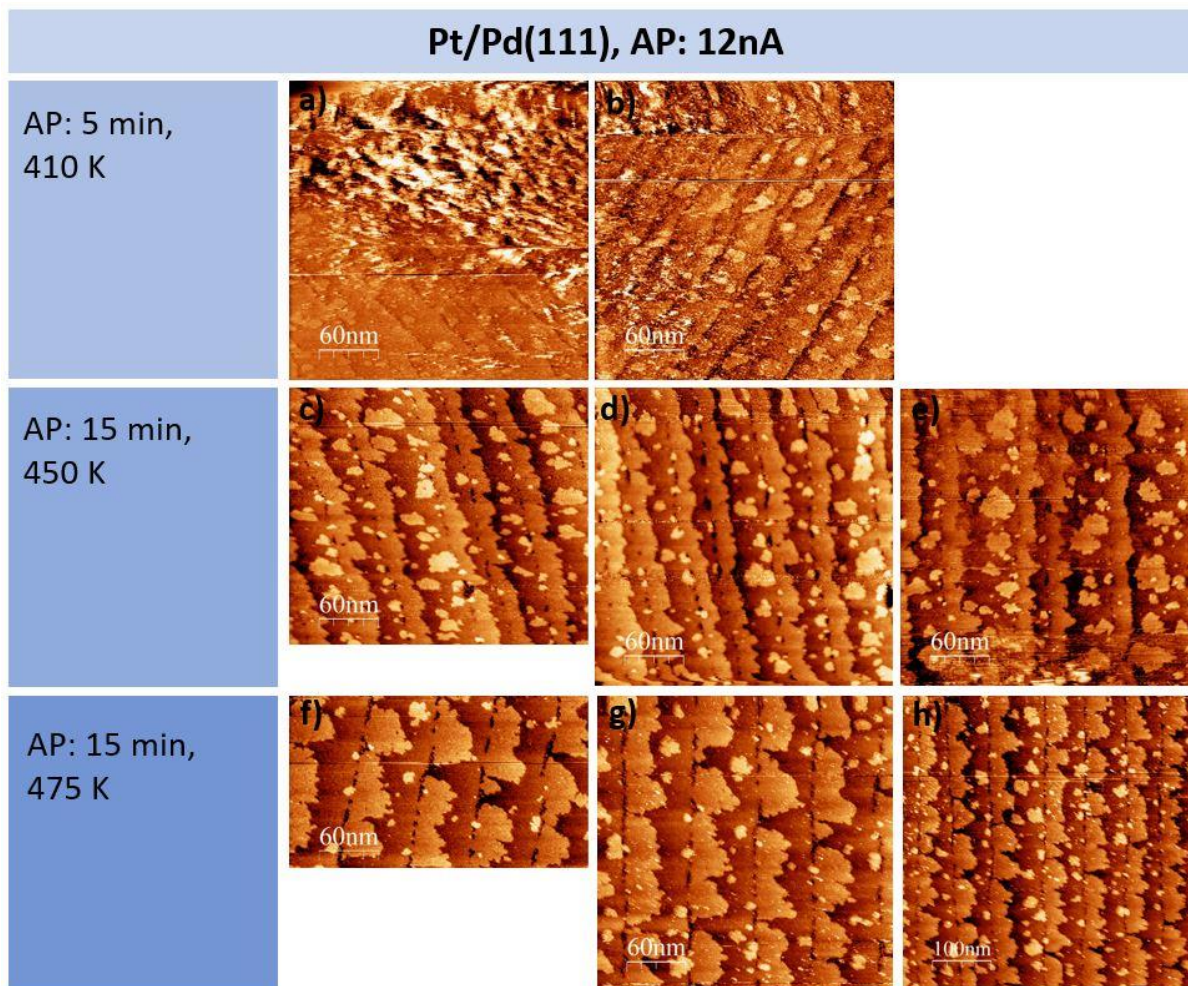 Pt/Pd(111), AP: 12nA
AP: 5 min,
410 K
a)
60nm
b)
60nm
AP: 15 min,
450 K
c)
60nm
d)
60nm
e)
60nm
AP: 15 min,
475 K
f)
60nm
g)
60nm
h)
100nm